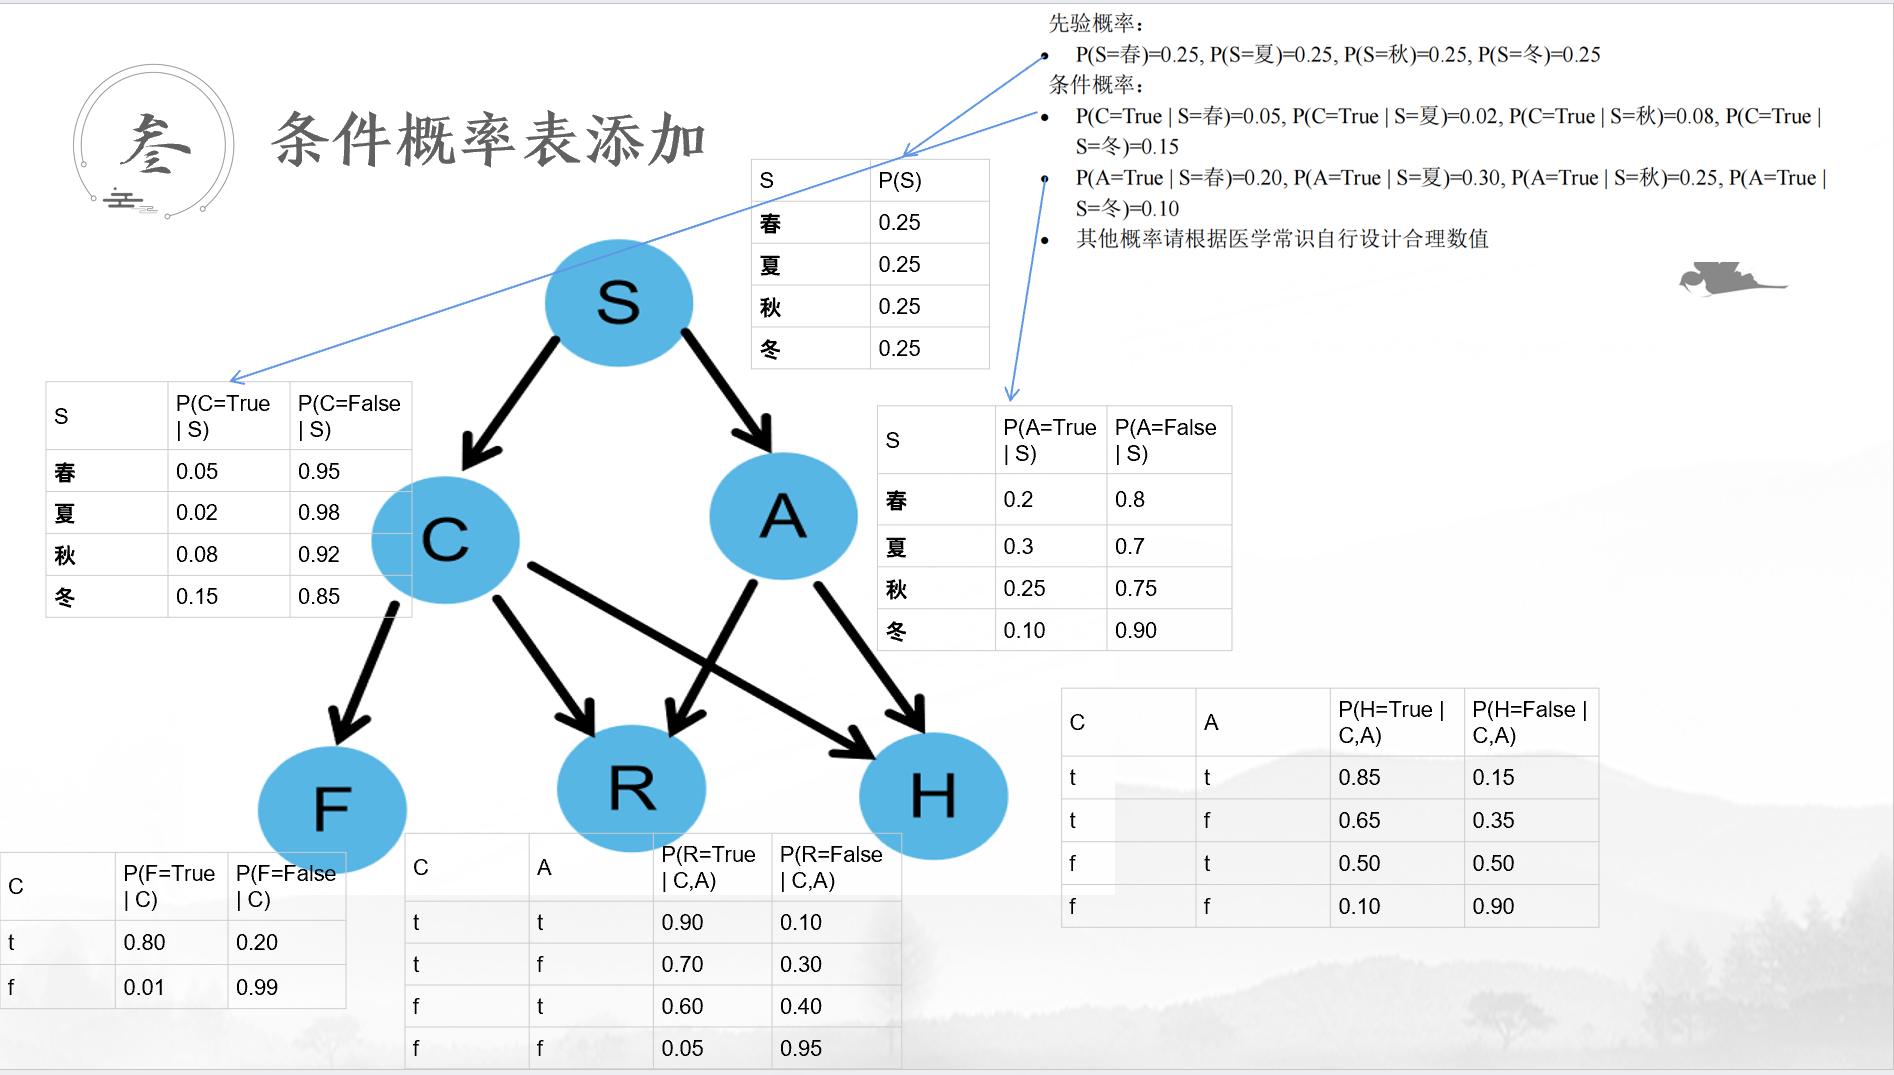 叁
条件概率表添加
先验概率：
• P(S=春)=0.25, P(S=夏)=0.25, P(S=秋)=0.25, P(S=冬)=0.25
条件概率：
• P(C=True | S=春)=0.05, P(C=True | S=夏)=0.02, P(C=True | S=秋)=0.08, P(C=True |
S=冬)=0.15
• P(A=True | S=春)=0.20, P(A=True | S=夏)=0.30, P(A=True | S=秋)=0.25, P(A=True |
S=冬)=0.10
• 其他概率请根据医学常识自行设计合理数值
S P(S)
春 0.25
夏 0.25
秋 0.25
冬 0.25
S
S P(C=True P(C=False
| S) | S)
春 0.05 0.95
夏 0.02 0.98
秋 0.08 0.92
冬 0.15 0.85
C
A
S P(A=True P(A=False
| S) | S)
春 0.2 0.8
夏 0.3 0.7
秋 0.25 0.75
冬 0.10 0.90
F
R
H
C A P(H=True | P(H=False |
C,A) C,A)
t t 0.85 0.15
t f 0.65 0.35
f t 0.50 0.50
f f 0.10 0.90
C P(F=True P(F=False
| C) | C)
t 0.80 0.20
f 0.01 0.99
C A P(R=True P(R=False
| C,A) | C,A)
t t 0.90 0.10
t f 0.70 0.30
f t 0.60 0.40
f f 0.05 0.95